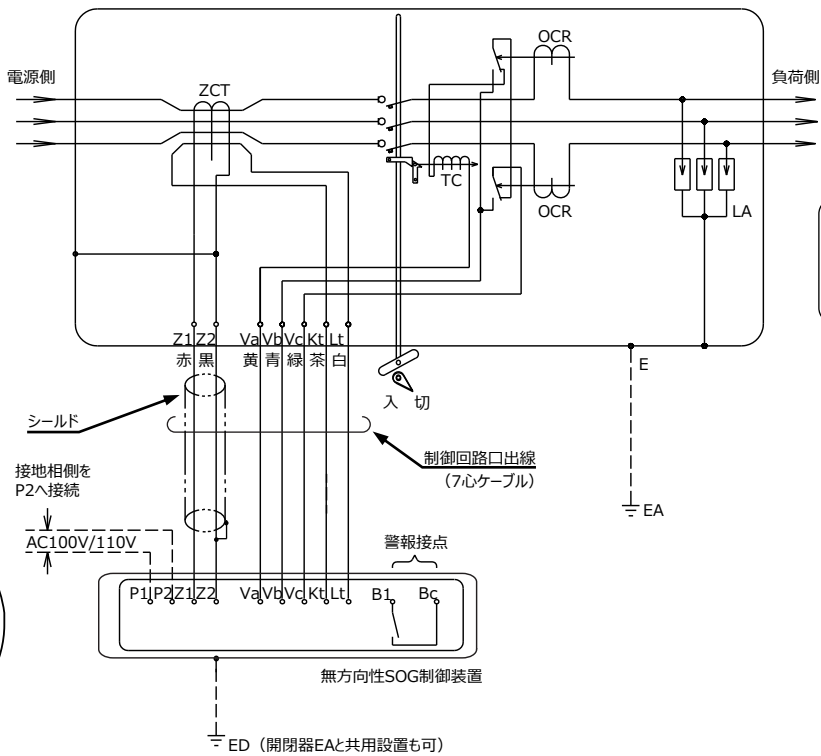 OCR
電源側
ZCT
負荷側
TC
OCR
LA
Z1 Z2 Va Vb Vc Kt Lt
赤 黒 黄 青 緑 茶 白
E
入 切
シールド
制御回路口出線
(7心ケーブル)
接地相側を
P2へ接続
EA
AC100V/110V
警報接点
P1 P2 Z1 Z2 Va Vb Vc Kt Lt B1 Bc
無方向性SOG制御装置
ED(開閉器EAと共用設置も可)